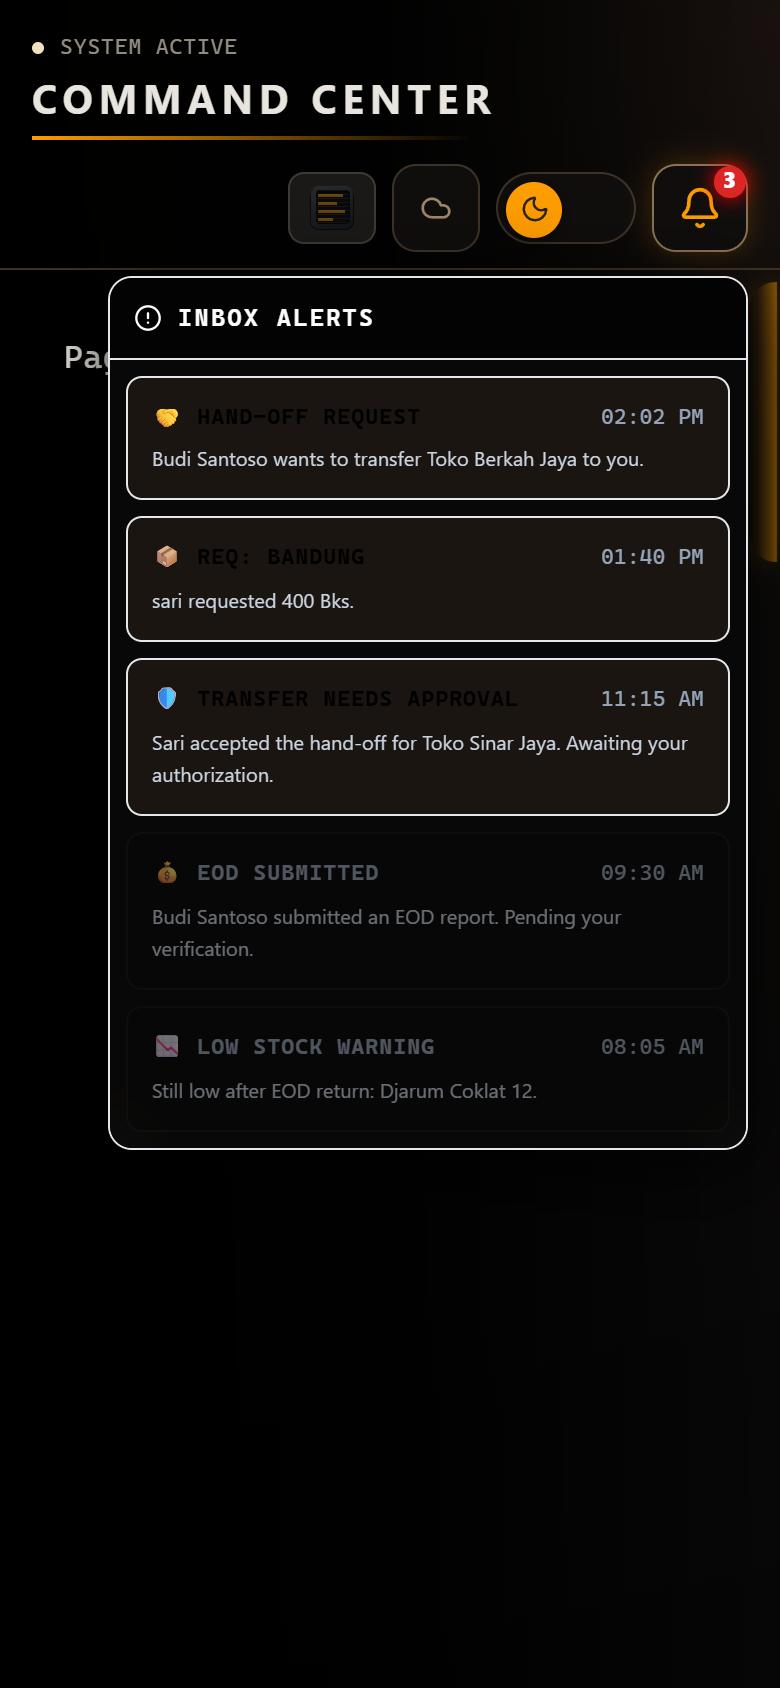 SYSTEM ACTIVE
COMMAND CENTER
3
INBOX ALERTS
Pag
🤝 HAND-OFF REQUEST 02:02 PM
Budi Santoso wants to transfer Toko Berkah Jaya to you.
📦 REQ: BANDUNG 01:40 PM
sari requested 400 Bks.
🛡️ TRANSFER NEEDS APPROVAL 11:15 AM
Sari accepted the hand-off for Toko Sinar Jaya. Awaiting your
authorization.
💰 EOD SUBMITTED 09:30 AM
Budi Santoso submitted an EOD report. Pending your
verification.
📉 LOW STOCK WARNING 08:05 AM
Still low after EOD return: Djarum Coklat 12.